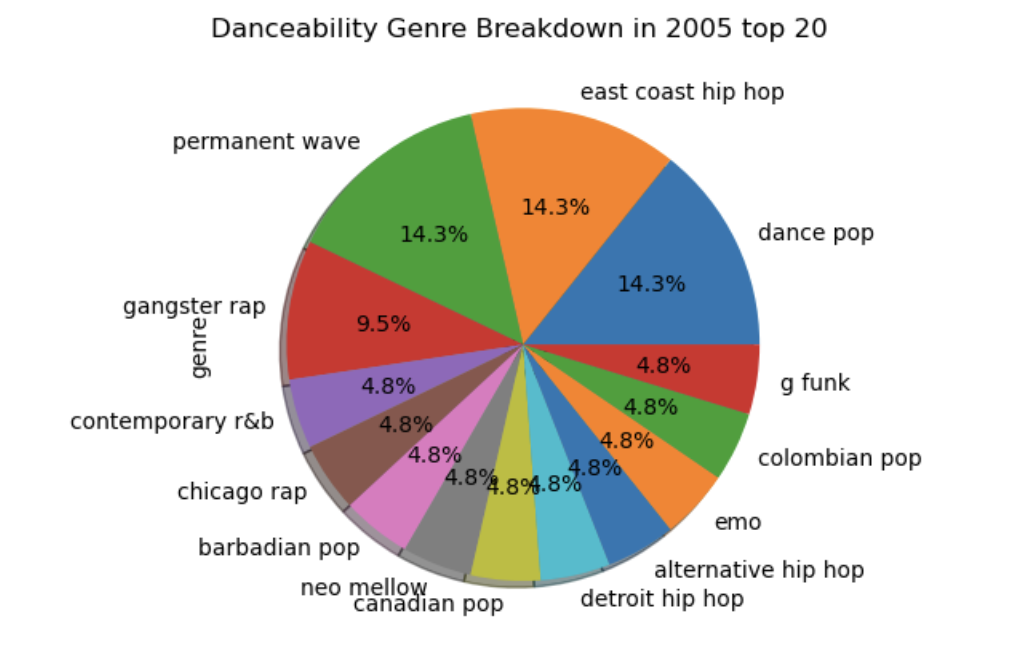 Danceability Genre Breakdown in 2005 top 20
east coast hip hop
permanent wave
14.3%
14.3%
dance pop
14.3%
gangster rap
9.5%
genre
4.8%
g funk
4.8%
contemporary r&b
4.8%
4.8%
4.8%
colombian pop
4.8%
4.8%
4.8%
4.8%
4.8%
chicago rap
emo
barbadian pop
alternative hip hop
neo mellow
canadian pop
detroit hip hop